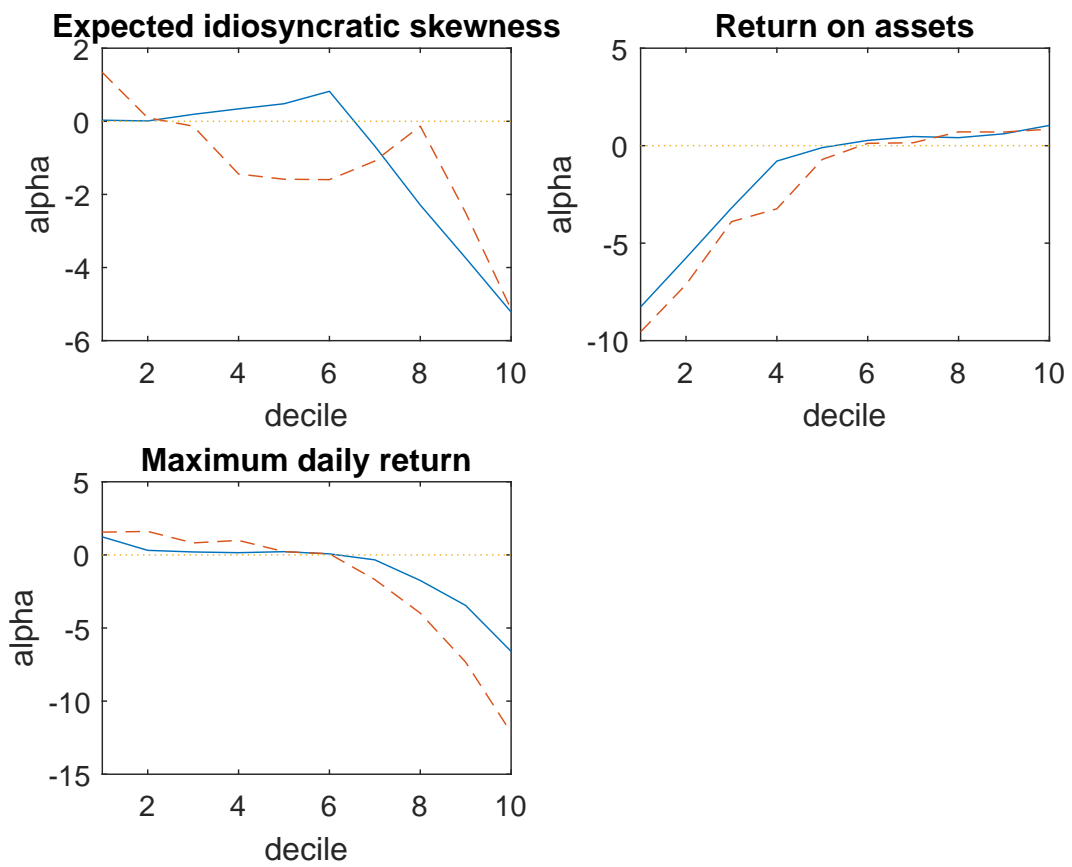 Expected idiosyncratic skewness
2
0
-2
-4
-6
alpha
2 4 6 8 10
decile
Return on assets
5
0
-5
-10
alpha
2 4 6 8 10
decile
Maximum daily return
5
0
-5
-10
-15
alpha
2 4 6 8 10
decile